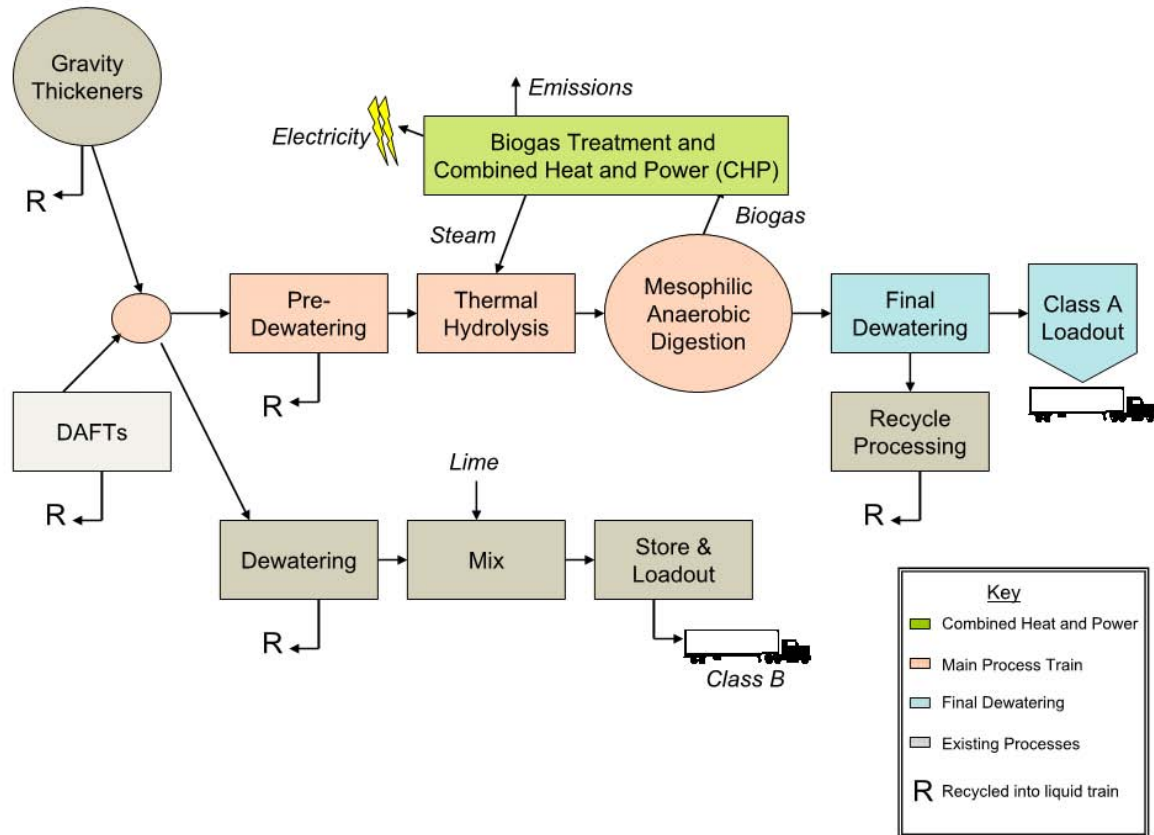 Gravity
Thickeners
R
Emissions
Electricity
Biogas Treatment and
Combined Heat and Power (CHP)
Steam
Biogas
Pre-
Dewatering
R
Thermal
Hydrolysis
Mesophilic
Anaerobic
Digestion
Final
Dewatering
Class A
Loadout
Recycle
Processing
R
DAFTs
R
Lime
Dewatering
R
Mix
Store &
Loadout
Class B
Key
Combined Heat and Power
Main Process Train
Final Dewatering
Existing Processes
R Recycled into liquid train